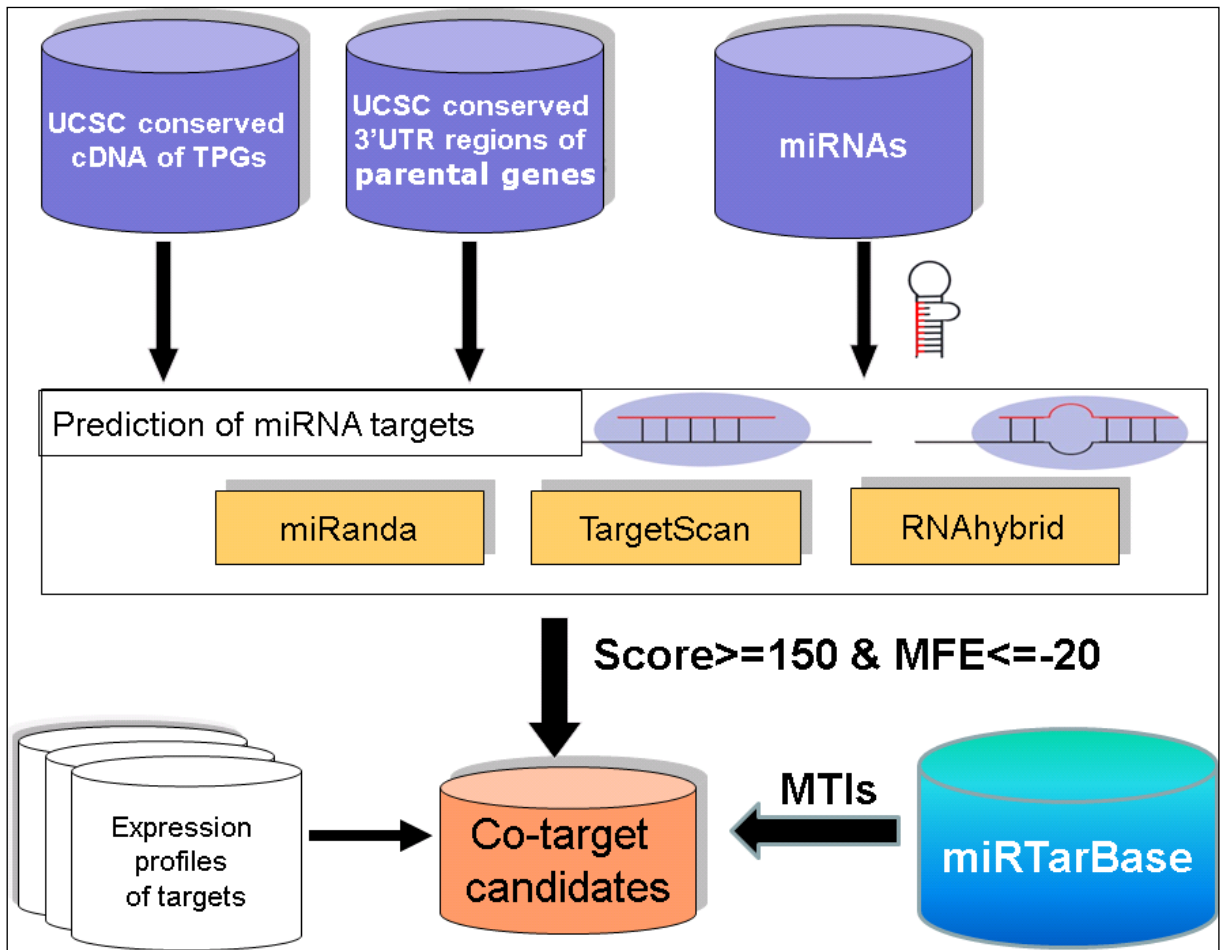 UCSC conserved
cDNA of TPGs
UCSC conserved
3'UTR regions of
parental genes
miRNAs
Prediction of miRNA targets
miRanda
TargetScan
RNAhybrid
Score>=150 & MFE<=-20
Expression
profiles
of targets
Co-target
candidates
MTIs
miRTarBase